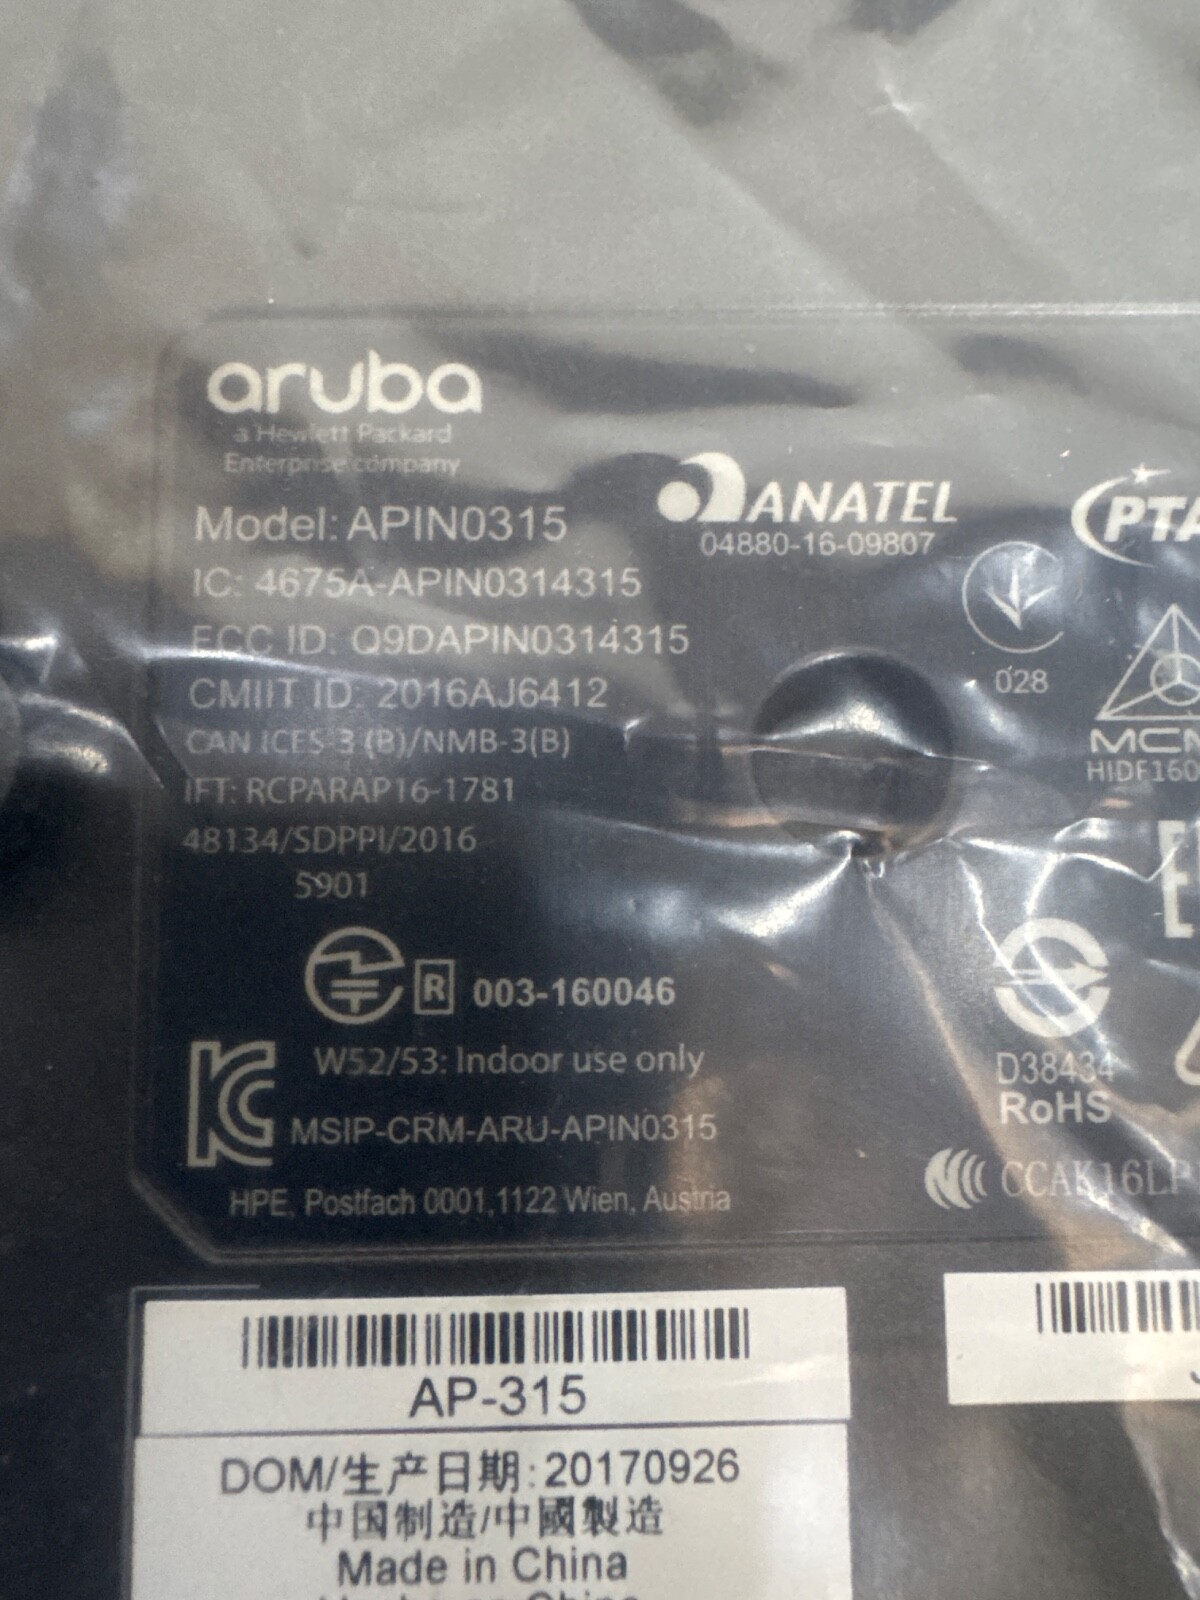 aruba
a Hewlett Packard
Enterprise company
Model: APIN0315
IC: 4675A-APIN0314315
FCC ID: Q9DAPIN0314315
CMIIT ID: 2016AJ6412
CAN ICES-3 (B)/NMB-3(B)
IFT: RCPARAP16-1781
48134/SDPPI/2016
5901
R 003-160046
W52/53: Indoor use only
MSIP-CRM-ARU-APIN0315
HPE, Postfach 0001,1122 Wien, Austria
ANATEL
04880-16-09807
028
D38434
RoHS
AP-315
DOM/生产日期:20170926
中国制造/中國製造
Made in China